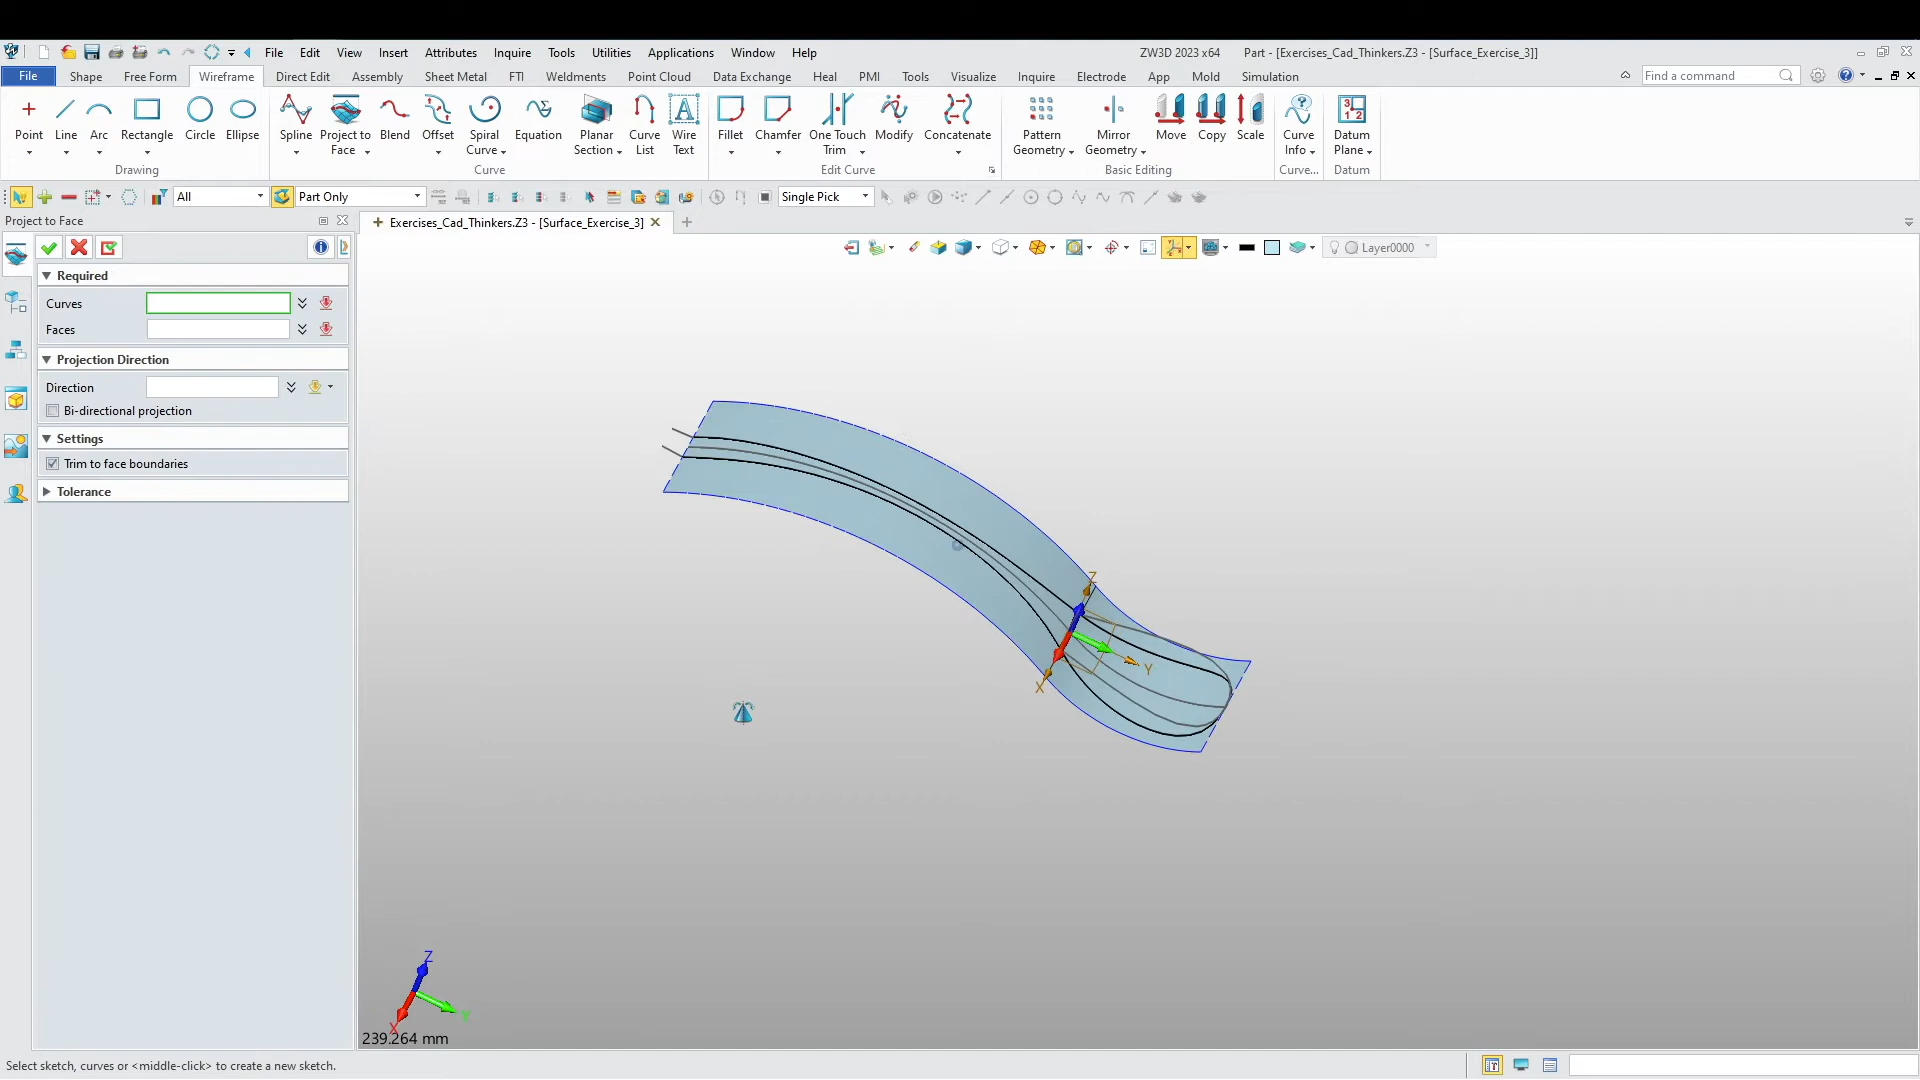 File Edit View Insert Attributes Inquire Tools Utilities Applications Window Help ZW3D 2023 x64 Part - [Exercises_Cad_Thinkers.Z3 - [Surface_Exercise_3]]
File Shape Free Form Wireframe Direct Edit Assembly Sheet Metal FTI Weldments Point Cloud Data Exchange Heal PMI Tools Visualize Inquire Electrode App Mold Simulation Find a command
Point Line Arc Rectangle Circle Ellipse Spline Project to Face Blend Offset Spiral Curve Equation Planar Section Curve List Wire Text Fillet Chamfer One Touch Trim Modify Concatenate Pattern Geometry Mirror Geometry Move Copy Scale Curve Info Datum Plane
Drawing Curve Edit Curve Basic Editing Curve... Datum
All Part Only Single Pick
Project to Face Exercises_Cad_Thinkers.Z3 - [Surface_Exercise_3]
Layer0000
Required
Curves
Faces
Projection Direction
Direction
Bi-directional projection
Settings
Trim to face boundaries
Tolerance
Z
Y
X
Z
Y
X
239.264 mm
Select sketch, curves or <middle-click> to create a new sketch.